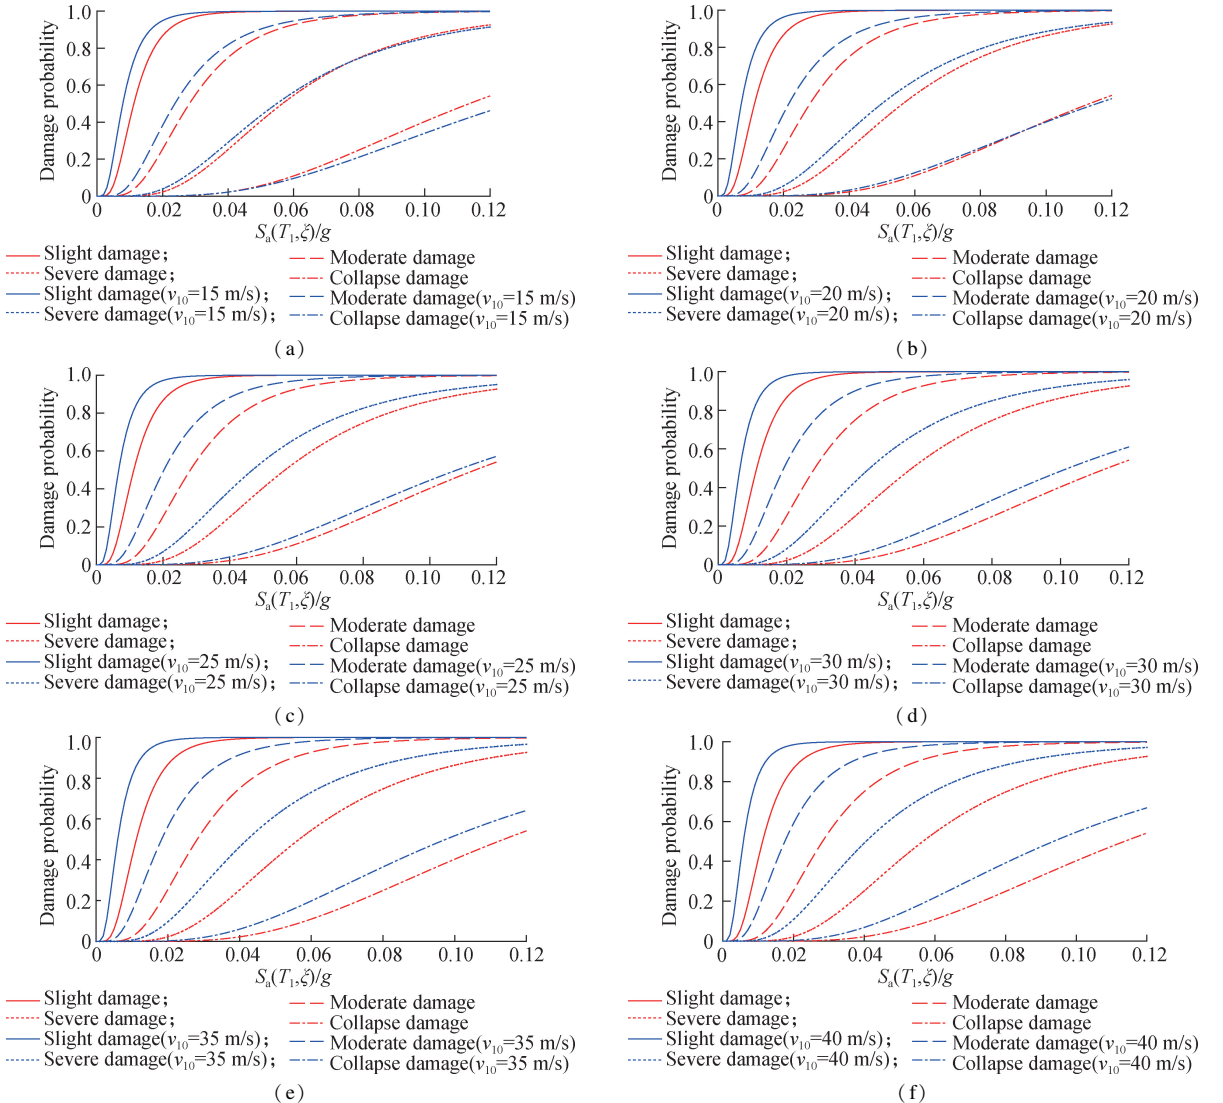 Damage probability
1.0
0.8
0.6
0.4
0.2
0
0 0.02 0.04 0.06 0.08 0.10 0.12
Sa(T1,ξ)/g
Slight damage; Moderate damage
Severe damage; Collapse damage
Slight damage(v10=15 m/s); Moderate damage(v10=15 m/s)
Severe damage(v10=15 m/s); Collapse damage(v10=15 m/s)
(a)
Damage probability
1.0
0.8
0.6
0.4
0.2
0
0 0.02 0.04 0.06 0.08 0.10 0.12
Sa(T1,ξ)/g
Slight damage; Moderate damage
Severe damage; Collapse damage
Slight damage(v10=20 m/s); Moderate damage(v10=20 m/s)
Severe damage(v10=20 m/s); Collapse damage(v10=20 m/s)
(b)
Damage probability
1.0
0.8
0.6
0.4
0.2
0
0 0.02 0.04 0.06 0.08 0.10 0.12
Sa(T1,ξ)/g
Slight damage; Moderate damage
Severe damage; Collapse damage
Slight damage(v10=25 m/s); Moderate damage(v10=25 m/s)
Severe damage(v10=25 m/s); Collapse damage(v10=25 m/s)
(c)
Damage probability
1.0
0.8
0.6
0.4
0.2
0
0 0.02 0.04 0.06 0.08 0.10 0.12
Sa(T1,ξ)/g
Slight damage; Moderate damage
Severe damage; Collapse damage
Slight damage(v10=30 m/s); Moderate damage(v10=30 m/s)
Severe damage(v10=30 m/s); Collapse damage(v10=30 m/s)
(d)
Damage probability
1.0
0.8
0.6
0.4
0.2
0
0 0.02 0.04 0.06 0.08 0.10 0.12
Sa(T1,ξ)/g
Slight damage; Moderate damage
Severe damage; Collapse damage
Slight damage(v10=35 m/s); Moderate damage(v10=35 m/s)
Severe damage(v10=35 m/s); Collapse damage(v10=35 m/s)
(e)
Damage probability
1.0
0.8
0.6
0.4
0.2
0
0 0.02 0.04 0.06 0.08 0.10 0.12
Sa(T1,ξ)/g
Slight damage; Moderate damage
Severe damage; Collapse damage
Slight damage(v10=40 m/s); Moderate damage(v10=40 m/s)
Severe damage(v10=40 m/s); Collapse damage(v10=40 m/s)
(f)